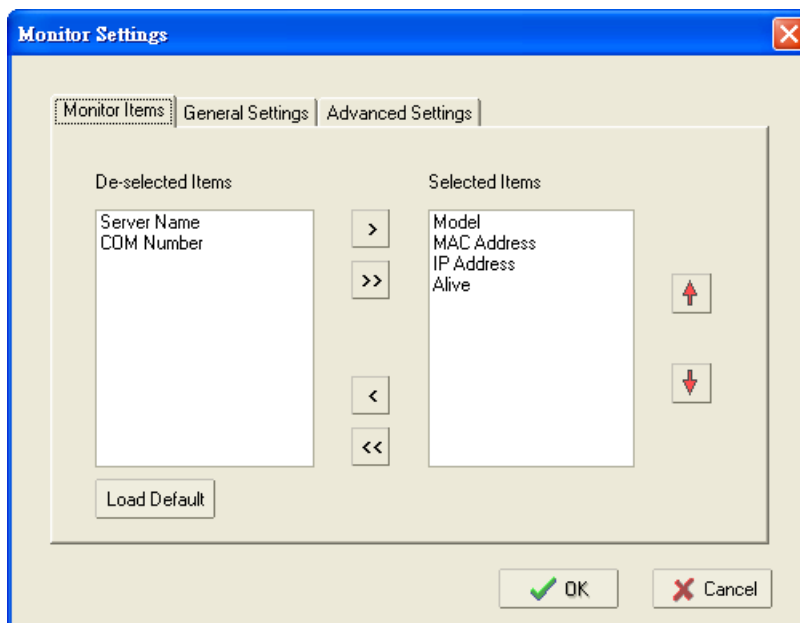 Monitor Settings
Monitor Items General Settings Advanced Settings
De-selected Items
Selected Items
Server Name
COM Number
>
>>
<
<<
Model
MAC Address
IP Address
Alive
Load Default
OK
Cancel